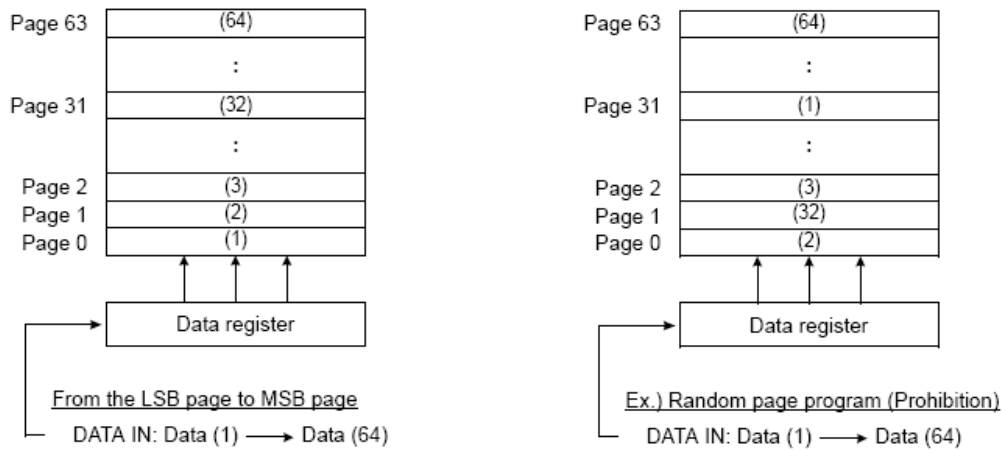 Page 63 (64)
:
Page 31 (32)
:
Page 2 (3)
Page 1 (2)
Page 0 (1)
Data register
From the LSB page to MSB page
DATA IN: Data (1) → Data (64)
Page 63 (64)
:
Page 31 (1)
:
Page 2 (3)
Page 1 (32)
Page 0 (2)
Data register
Ex.) Random page program (Prohibition)
DATA IN: Data (1) → Data (64)